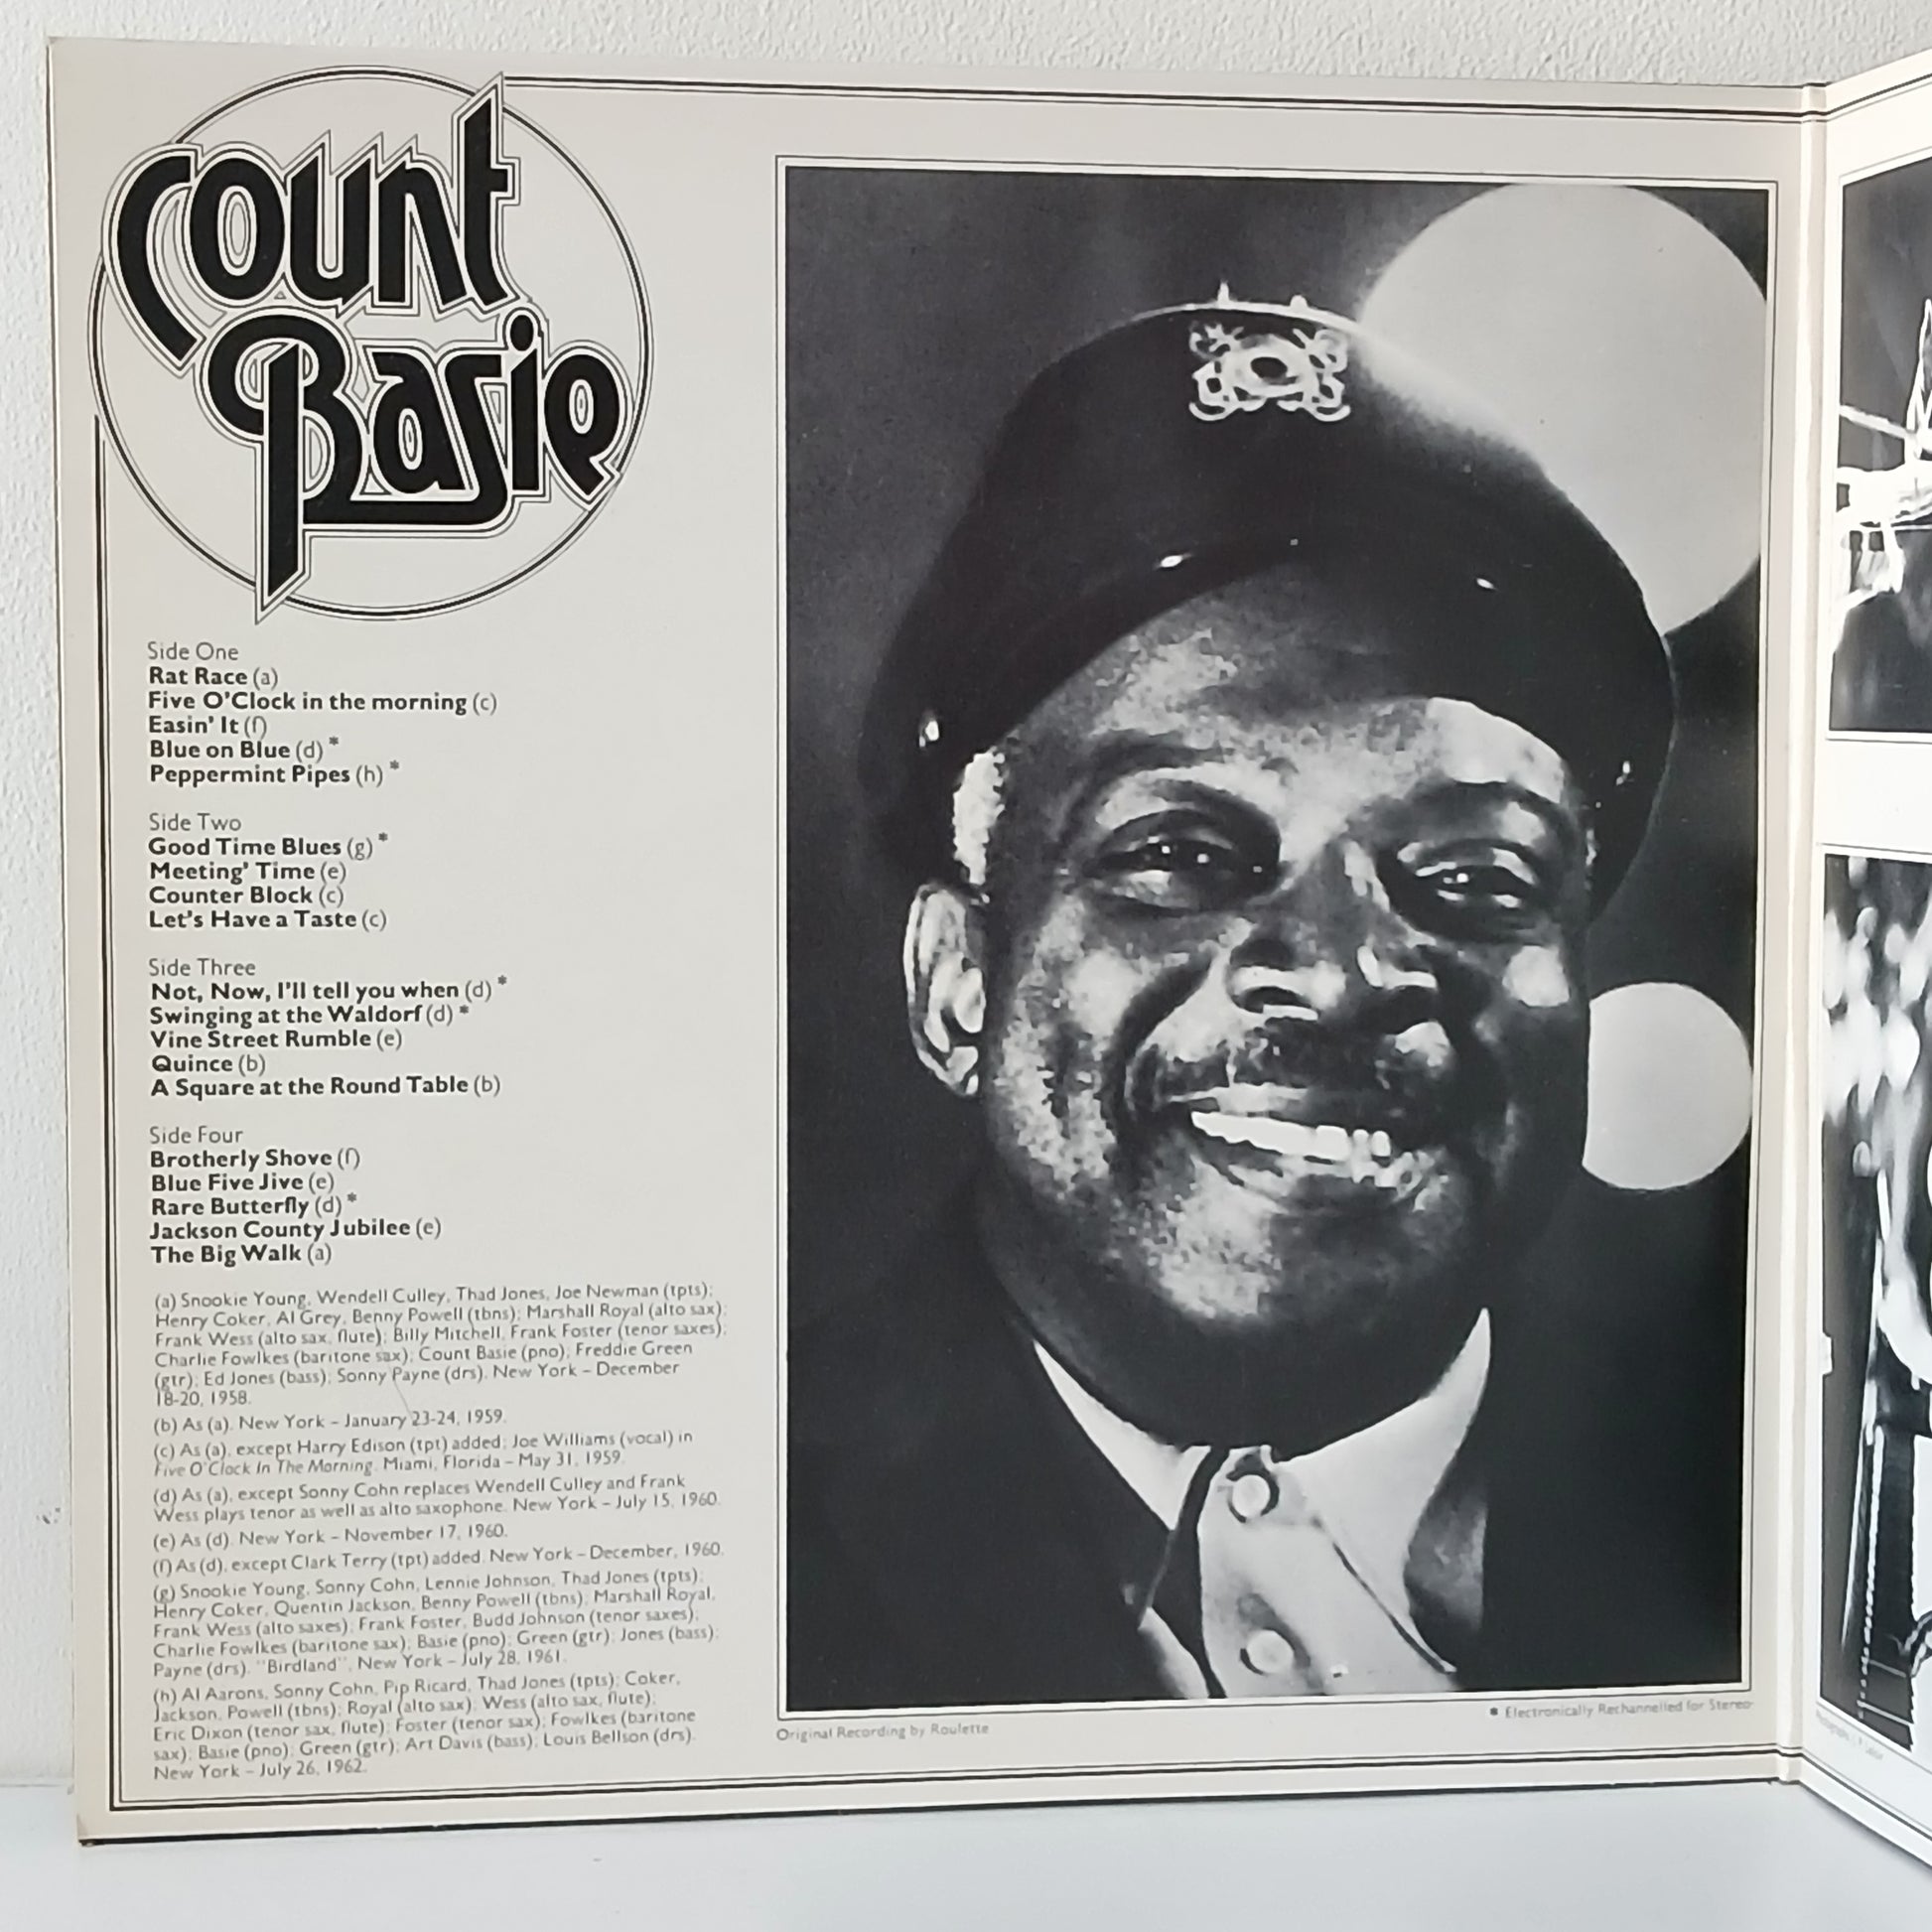 Count
Basie
Side One
Rat Race (a)
Five O'Clock in the morning (c)
Easin' It (f)
Blue on Blue (d) *
Peppermint Pipes (h) *
Side Two
Good Time Blues (g) *
Meeting' Time (e)
Counter Block (c)
Let's Have a Taste (c)
Side Three
Not, Now, I'll tell you when (d) *
Swinging at the Waldorf (d) *
Vine Street Rumble (e)
Quince (b)
A Square at the Round Table (b)
Side Four
Brotherly Shove (f)
Blue Five Jive (e)
Rare Butterfly (d) *
Jackson County Jubilee (e)
The Big Walk (a)
(a) Snookie Young, Wendell Culley, Thad Jones, Joe Newman (tpts);
Henry Coker, Al Grey, Benny Powell (tbns); Marshall Royal (alto sax);
Frank Wess (alto sax, flute); Billy Mitchell, Frank Foster (tenor saxes);
Charlie Fowlkes (baritone sax); Count Basie (pno); Freddie Green
(gtr); Ed Jones (bass); Sonny Payne (drs). New York – December
18-20, 1958.
(b) As (a). New York – January 23-24, 1959.
(c) As (a), except Harry Edison (tpt) added; Joe Williams (vocal) in
Five O'Clock In The Morning. Miami, Florida – May 31, 1959.
(d) As (a), except Sonny Cohn replaces Wendell Culley and Frank
Wess plays tenor as well as alto saxophone. New York – July 15, 1960.
(e) As (d). New York – November 17, 1960.
(f) As (d), except Clark Terry (tpt) added. New York – December, 1960.
(g) Snookie Young, Sonny Cohn, Lennie Johnson, Thad Jones (tpts);
Henry Coker, Quentin Jackson, Benny Powell (tbns); Marshall Royal,
Frank Wess (alto saxes); Frank Foster, Budd Johnson (tenor saxes);
Charlie Fowlkes (baritone sax); Basie (pno); Green (gtr); Jones (bass);
Payne (drs). "Birdland", New York – July 28, 1961.
(h) Al Aarons, Sonny Cohn, Pip Ricard, Thad Jones (tpts); Coker,
Jackson, Powell (tbns); Royal (alto sax); Wess (alto sax, flute);
Eric Dixon (tenor sax, flute); Foster (tenor sax); Fowlkes (baritone
sax); Basie (pno); Green (gtr); Art Davis (bass); Louis Bellson (drs).
New York – July 26, 1962.
Original Recording by Roulette
* Electronically Rechannelled for Stereo